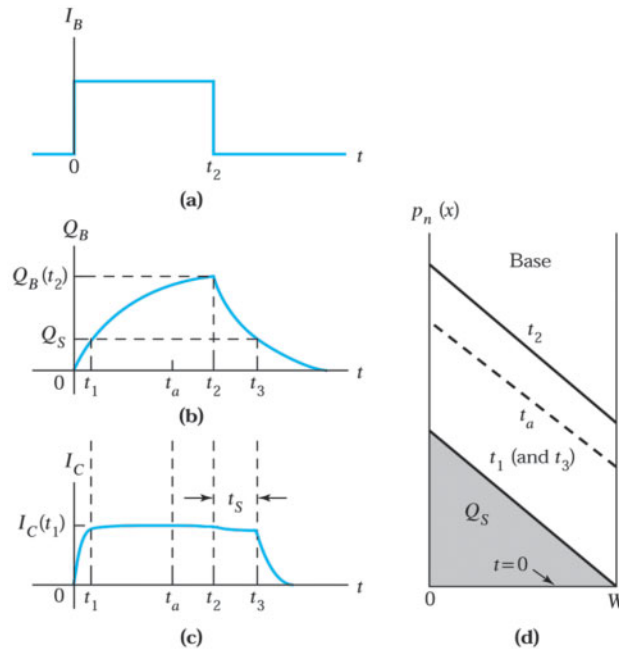 I_B
t
0
t_2
(a)
Q_B
Q_B(t_2)
Q_S
0
t_1
t_a
t_2
t_3
t
(b)
I_C
t_S
I_C(t_1)
0
t_1
t_a
t_2
t_3
t
(c)
p_n (x)
Base
t_2
t_a
t_1 (and t_3)
Q_S
t=0
0
W
(d)